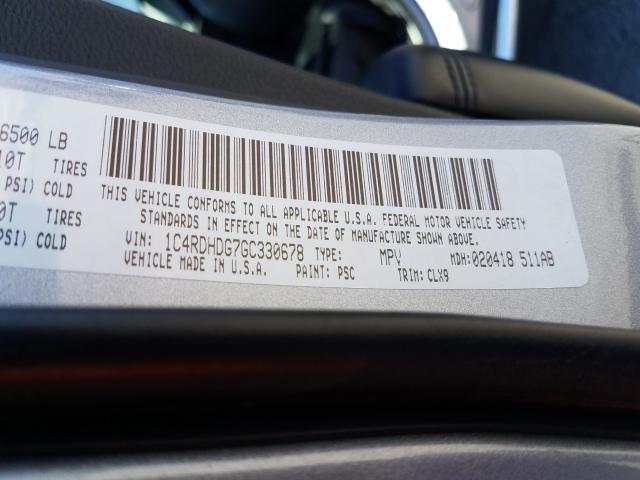 6500 LB
10T TIRES
PSI) COLD
0T TIRES
PSI) COLD
THIS VEHICLE CONFORMS TO ALL APPLICABLE U.S.A. FEDERAL MOTOR VEHICLE SAFETY
STANDARDS IN EFFECT ON THE DATE OF MANUFACTURE SHOWN ABOVE.
VIN: 1C4RDHDG7GC330678 TYPE: MPV MDH:020418 511AB
VEHICLE MADE IN U.S.A. PAINT: PSC TRIM: CLX9